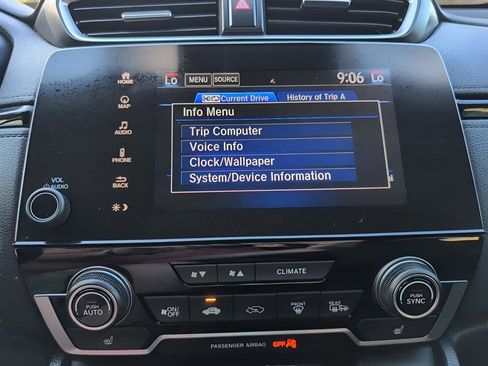 Lo MENU SOURCE 9:06 Lo
HOME
Current Drive History of Trip A
Info Menu
MAP
Trip Computer
AUDIO
Voice Info
PHONE
Clock/Wallpaper
BACK
System/Device Information
VOL
AUDIO
CLIMATE
PUSH
AUTO
ON/
OFF
FRONT
REAR
PUSH
SYNC
PASSENGER AIRBAG OFF